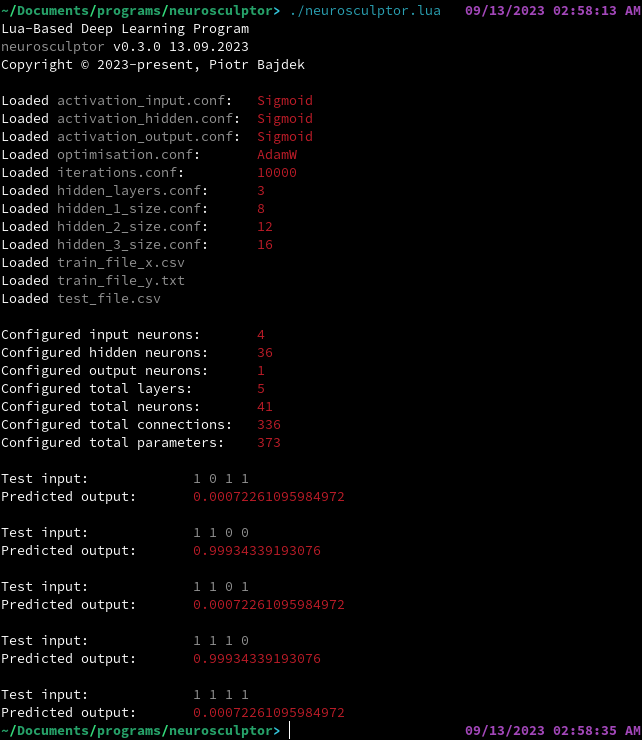 ~/Documents/programs/neurosculptor> ./neurosculptor.lua   09/13/2023 02:58:13 AM
Lua-Based Deep Learning Program
neurosculptor v0.3.0 13.09.2023
Copyright © 2023-present, Piotr Bajdek
Loaded activation_input.conf:   Sigmoid
Loaded activation_hidden.conf:  Sigmoid
Loaded activation_output.conf:  Sigmoid
Loaded optimisation.conf:       AdamW
Loaded iterations.conf:         10000
Loaded hidden_layers.conf:      3
Loaded hidden_1_size.conf:      8
Loaded hidden_2_size.conf:      12
Loaded hidden_3_size.conf:      16
Loaded train_file_x.csv
Loaded train_file_y.txt
Loaded test_file.csv
Configured input neurons:       4
Configured hidden neurons:      36
Configured output neurons:      1
Configured total layers:        5
Configured total neurons:       41
Configured total connections:   336
Configured total parameters:    373
Test input:             1 0 1 1
Predicted output:       0.00072261095984972
Test input:             1 1 0 0
Predicted output:       0.99934339193076
Test input:             1 1 0 1
Predicted output:       0.00072261095984972
Test input:             1 1 1 0
Predicted output:       0.99934339193076
Test input:             1 1 1 1
Predicted output:       0.00072261095984972
~/Documents/programs/neurosculptor>                       09/13/2023 02:58:35 AM